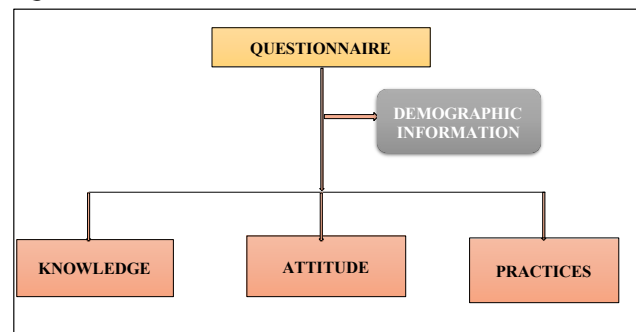 QUESTIONNAIRE
DEMOGRAPHIC
INFORMATION
KNOWLEDGE
ATTITUDE
PRACTICES